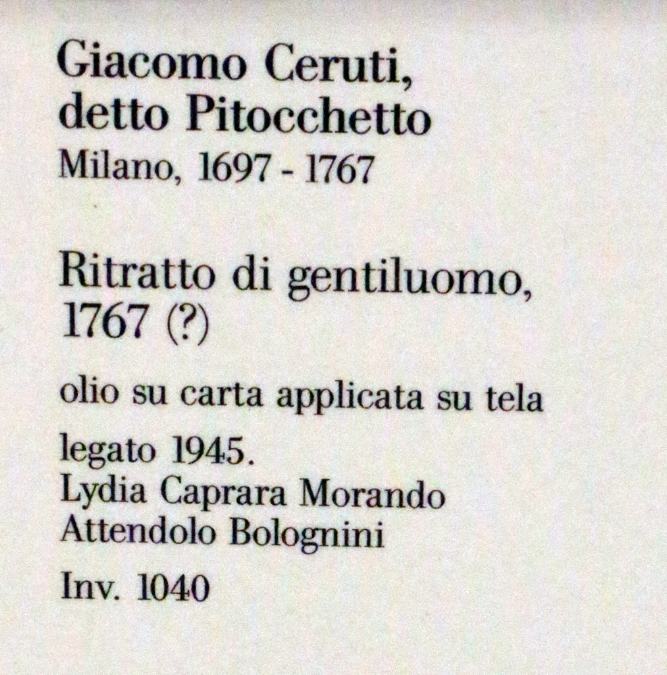 Giacomo Ceruti,
detto Pitocchetto
Milano, 1697 - 1767
Ritratto di gentiluomo,
1767 (?)
olio su carta applicata su tela
legato 1945.
Lydia Caprara Morando
Attendolo Bolognini
Inv. 1040